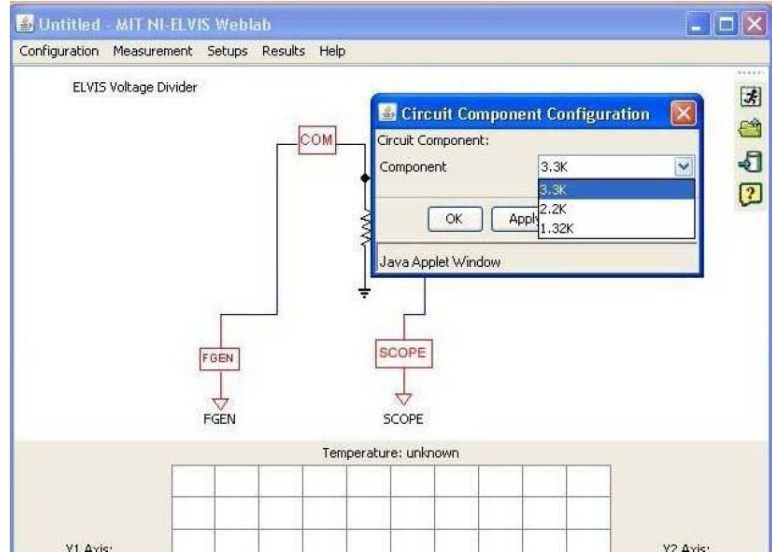 Untitled - MIT NI-ELVIS Weblab
Configuration Measurement Setups Results Help
ELVIS Voltage Divider
COM
Circuit Component Configuration
Circuit Component:
Component 3.3K
3.3K
2.2K
1.32K
OK Apply
Java Applet Window
FGEN
SCOPE
FGEN
SCOPE
Temperature: unknown
Y1 Axis:
Y2 Axis: